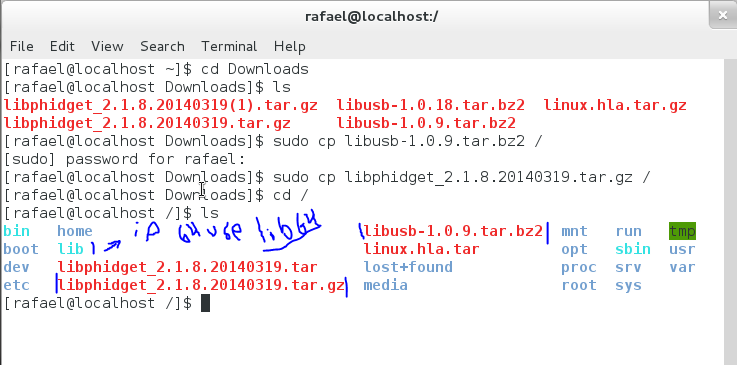 rafael@localhost:/
File Edit View Search Terminal Help
[rafael@localhost ~]$ cd Downloads
[rafael@localhost Downloads]$ ls
libphidget_2.1.8.20140319(1).tar.gz libusb-1.0.18.tar.bz2 linux.hla.tar.gz
libphidget_2.1.8.20140319.tar.gz libusb-1.0.9.tar.bz2
[rafael@localhost Downloads]$ sudo cp libusb-1.0.9.tar.bz2 /
[sudo] password for rafael:
[rafael@localhost Downloads]$ sudo cp libphidget_2.1.8.20140319.tar.gz /
[rafael@localhost Downloads]$ cd /
[rafael@localhost /]$ ls
bin home libusb-1.0.9.tar.bz2 mnt run tmp
boot lib → if 64 use lib64 linux.hla.tar opt sbin usr
dev libphidget_2.1.8.20140319.tar lost+found proc srv var
etc libphidget_2.1.8.20140319.tar.gz media root sys
[rafael@localhost /]$